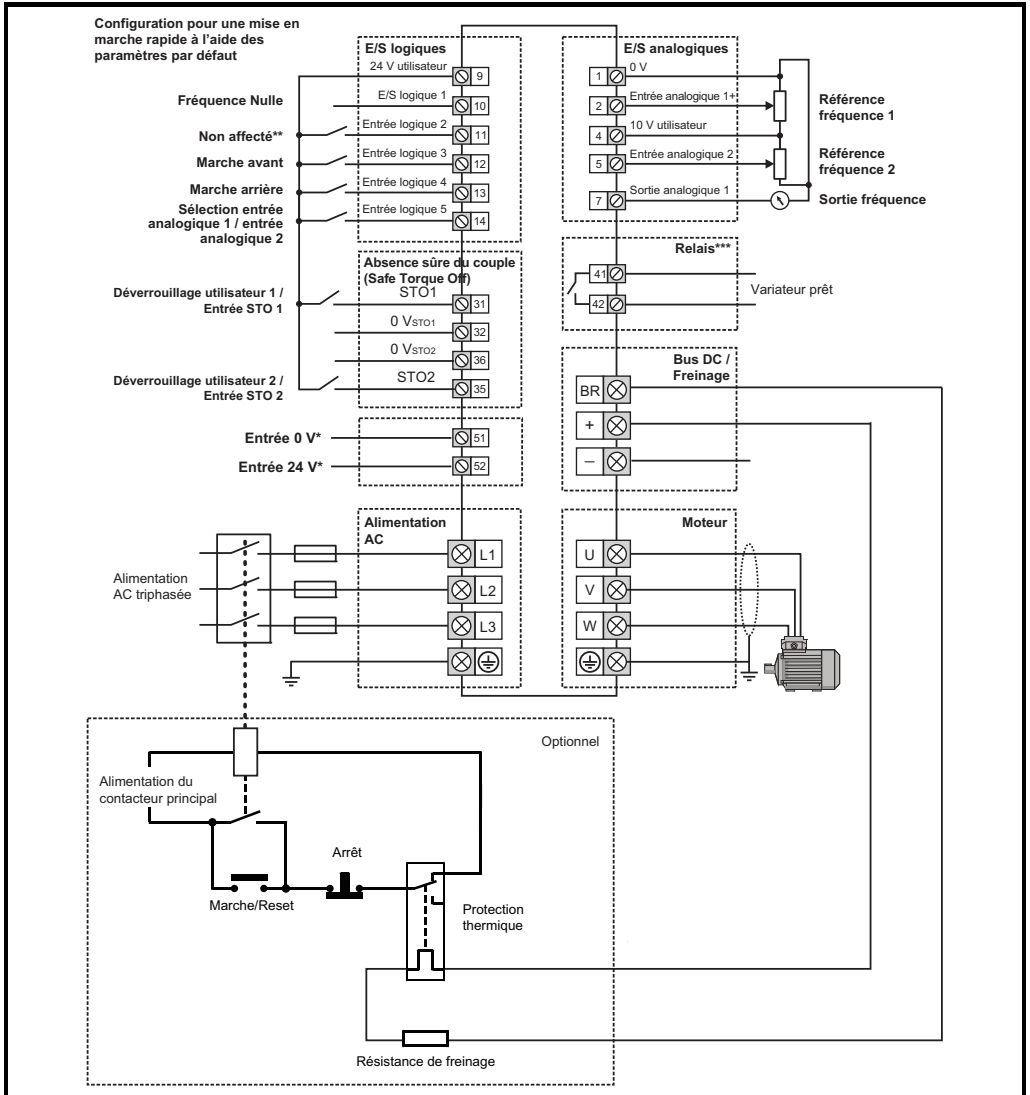 Configuration pour une mise en
marche rapide à l'aide des
paramètres par défaut
E/S logiques
24 V utilisateur
9
Fréquence Nulle
E/S logique 1
10
Non affecté**
Entrée logique 2
11
Marche avant
Entrée logique 3
12
Marche arrière
Entrée logique 4
13
Sélection entrée
analogique 1 / entrée
analogique 2
Entrée logique 5
14
Absence sûre du couple
(Safe Torque Off)
Déverrouillage utilisateur 1 /
Entrée STO 1
STO1
31
0 VSTO1
32
0 VSTO2
36
Déverrouillage utilisateur 2 /
Entrée STO 2
STO2
35
Entrée 0 V*
51
Entrée 24 V*
52
E/S analogiques
1
0 V
2
Entrée analogique 1+
Référence
fréquence 1
4
10 V utilisateur
5
Entrée analogique 2
Référence
fréquence 2
7
Sortie analogique 1
Sortie fréquence
Relais***
41
42
Variateur prêt
Bus DC /
Freinage
BR
+
–
Alimentation
AC
Alimentation
AC triphasée
L1
L2
L3
Moteur
U
V
W
Optionnel
Alimentation du
contacteur principal
Arrêt
Marche/Reset
Protection
thermique
Résistance de freinage